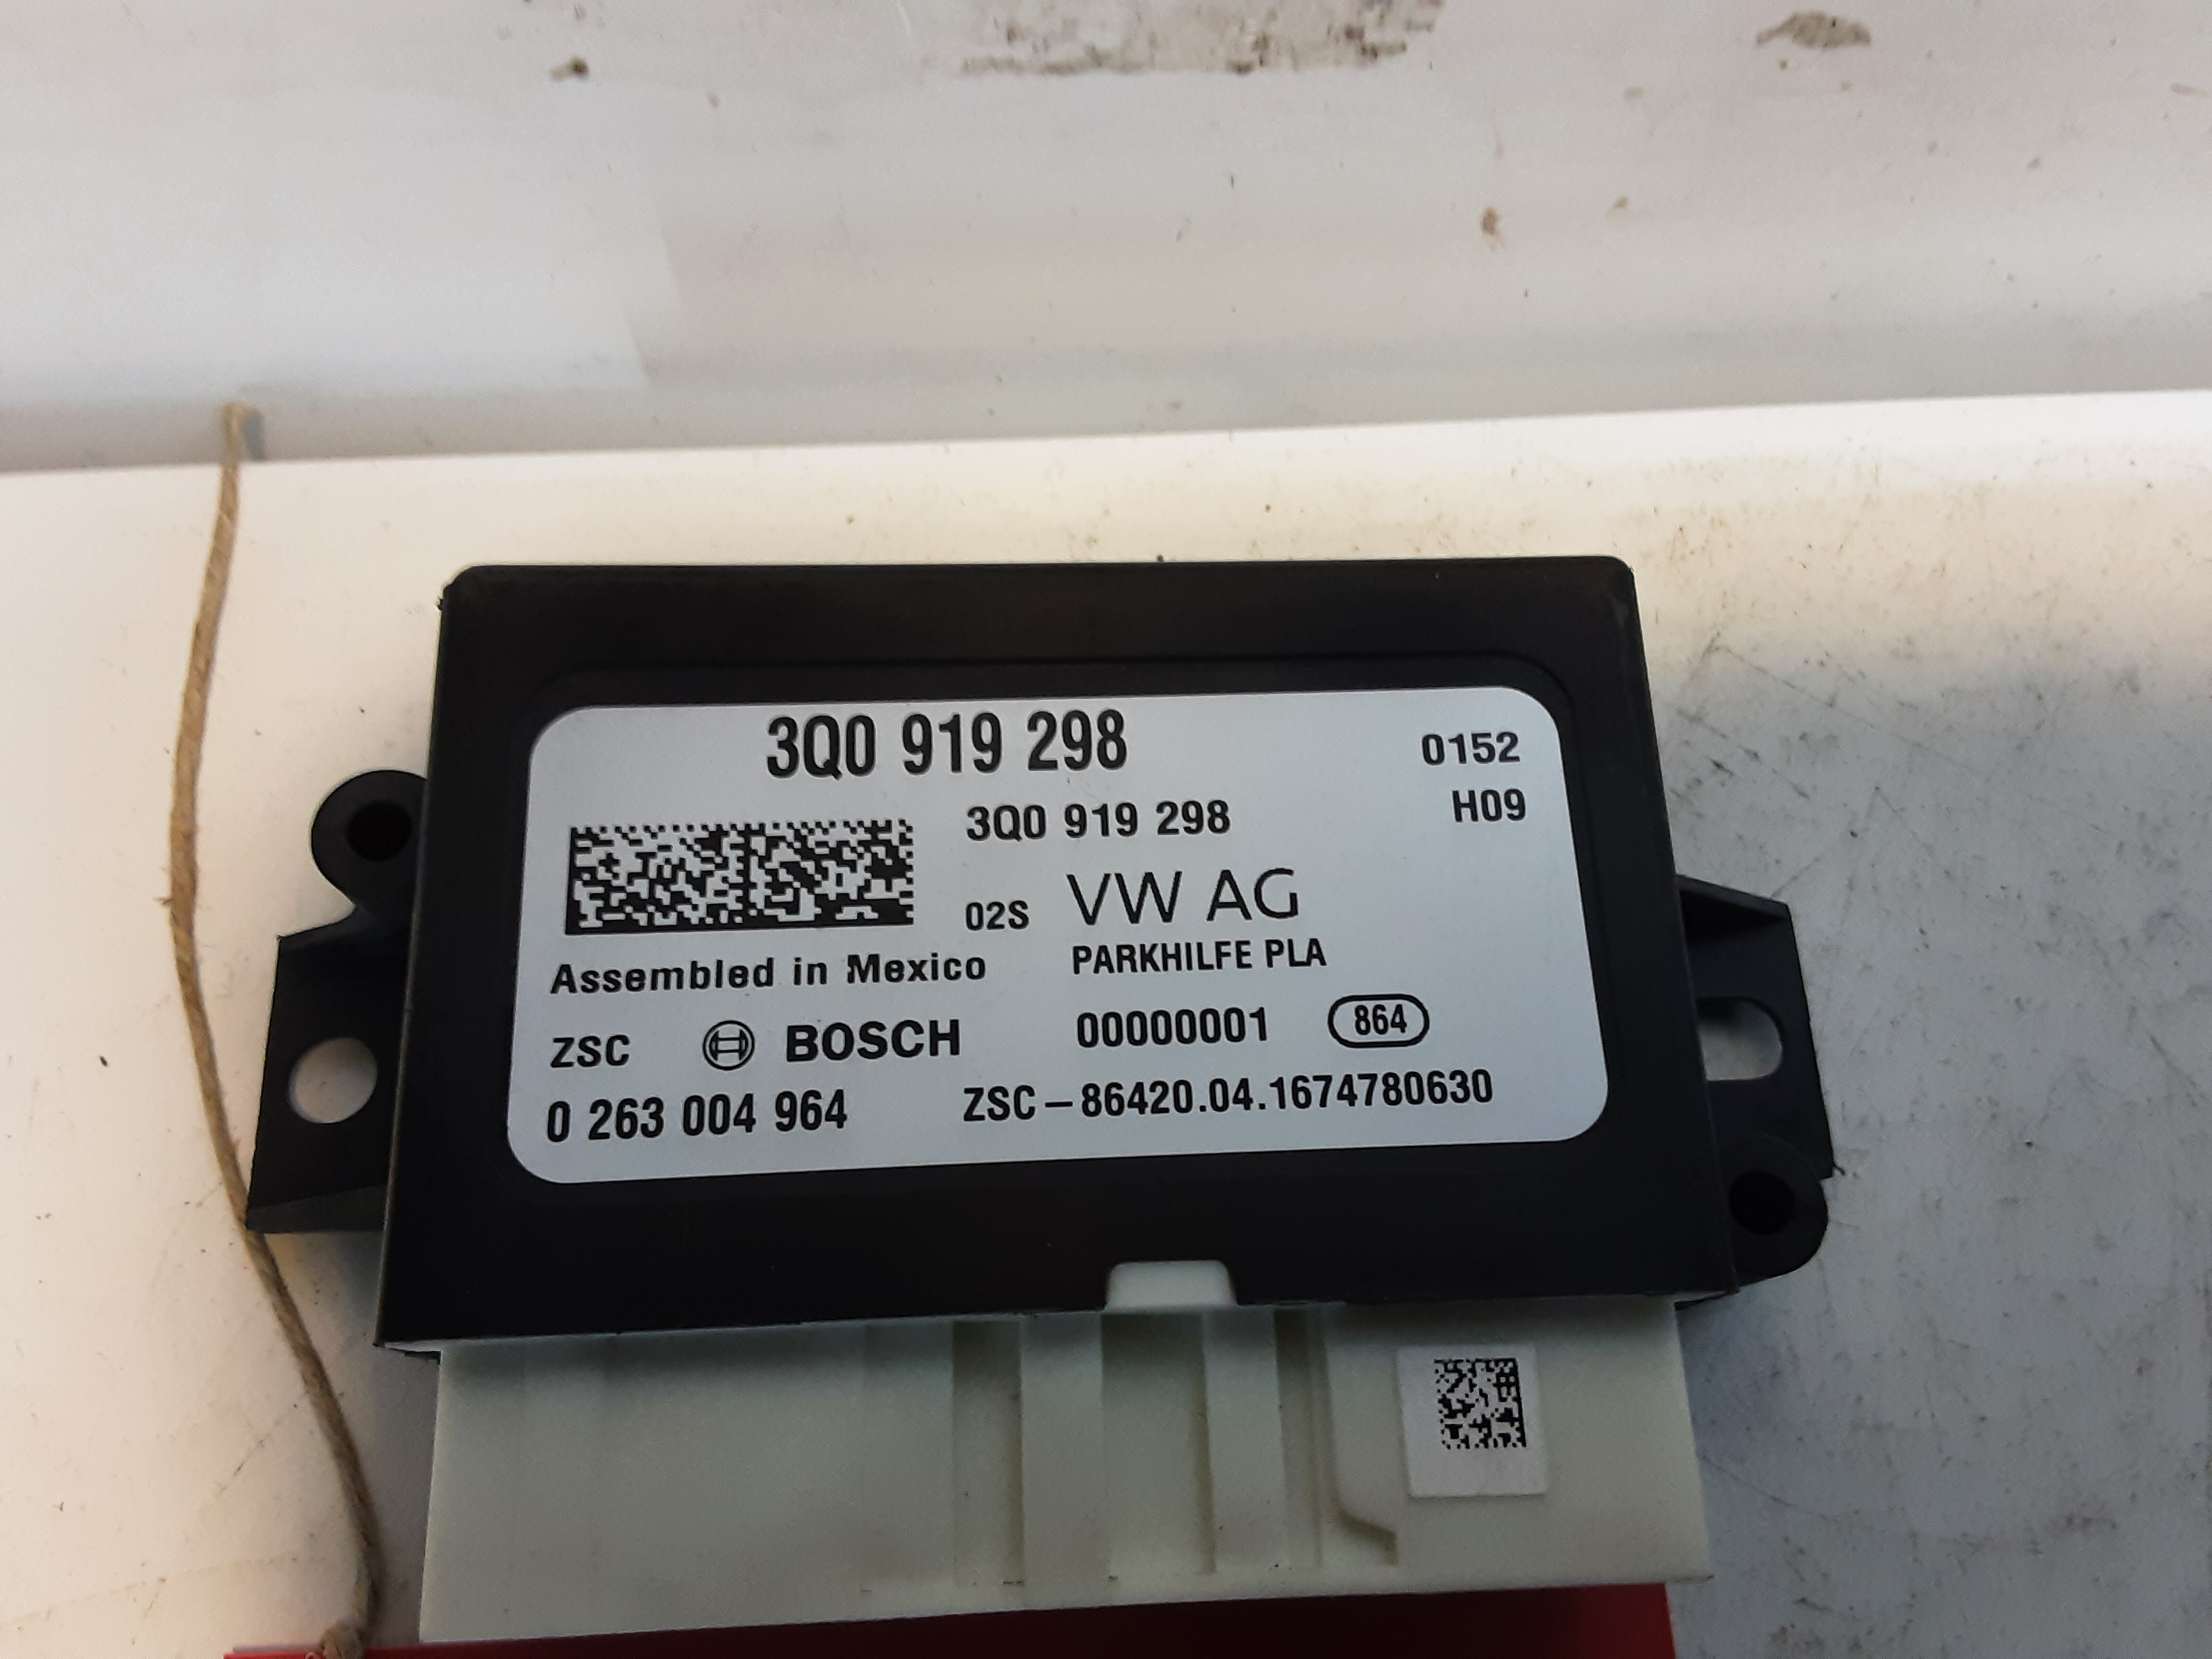 3Q0 919 298
0152
3Q0 919 298
H09
02S VW AG
PARKHILFE PLA
Assembled in Mexico
ZSC BOSCH
00000001 864
0 263 004 964
ZSC-86420.04.1674780630